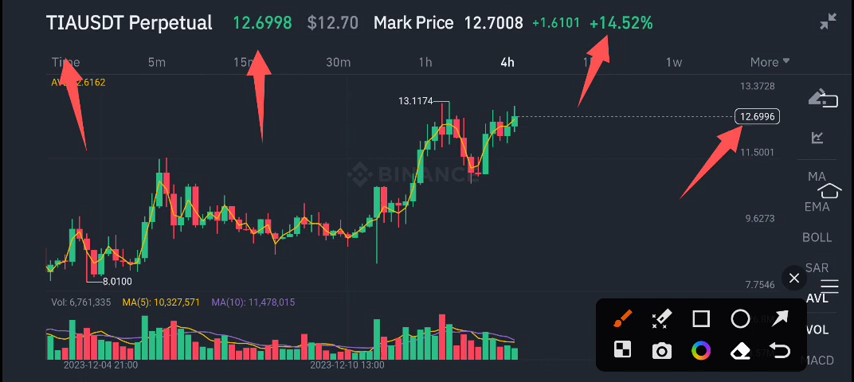 TIAUSDT Perpetual 12.6998 $12.70 Mark Price 12.7008 +1.6101 +14.52%
Time 5m 15m 30m 1h 4h 1w More
13.3728
13.1174
12.6996
11.5001
BINANCE
MA
EMA
9.6273
BOLL
SAR
8.0100
7.7546
AVL
Vol: 6,761,335 MA(5): 10,327,571 MA(10): 11,478,015
VOL
MACD
2023-12-04 21:00 2023-12-10 13:00